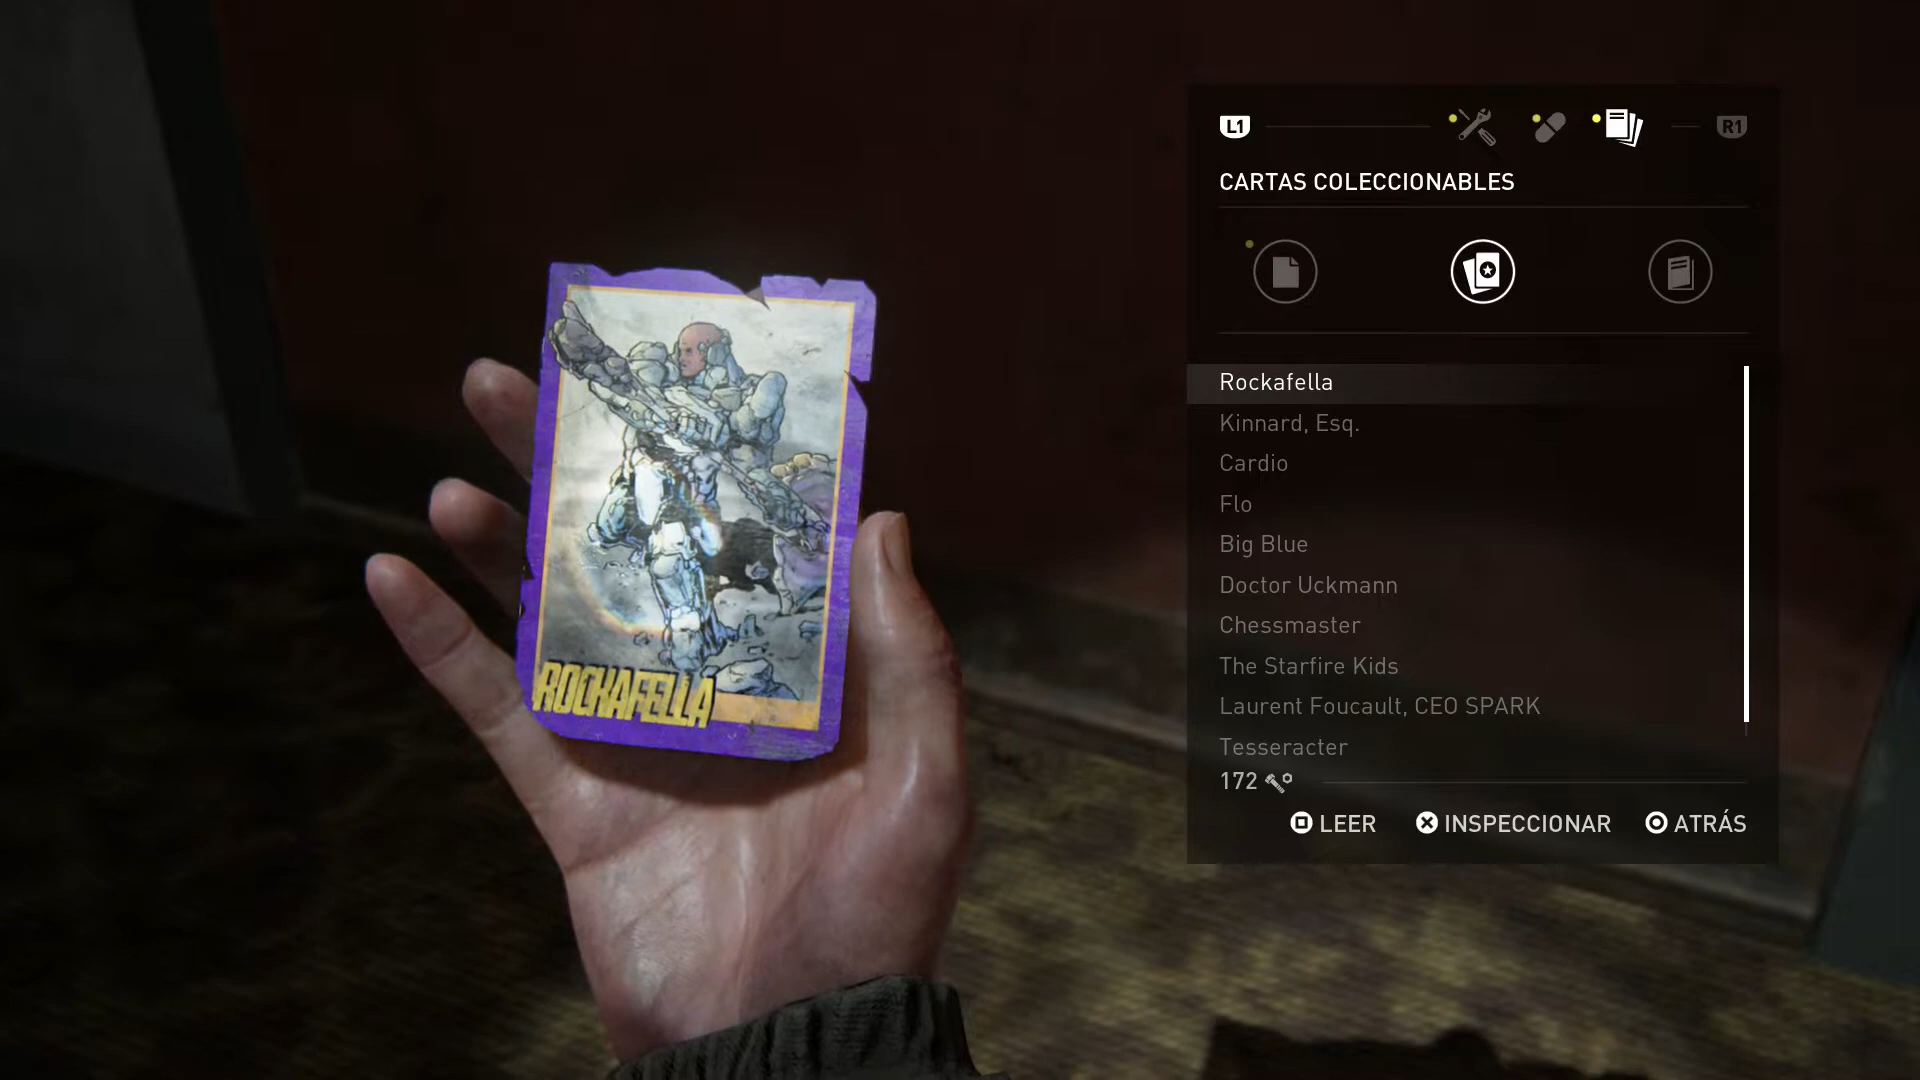 L1
R1
CARTAS COLECCIONABLES
Rockafella
Kinnard, Esq.
Cardio
Flo
Big Blue
Doctor Uckmann
Chessmaster
The Starfire Kids
Laurent Foucault, CEO SPARK
Tesseracter
172
LEER INSPECCIONAR ATRÁS
ROCKAFELLA